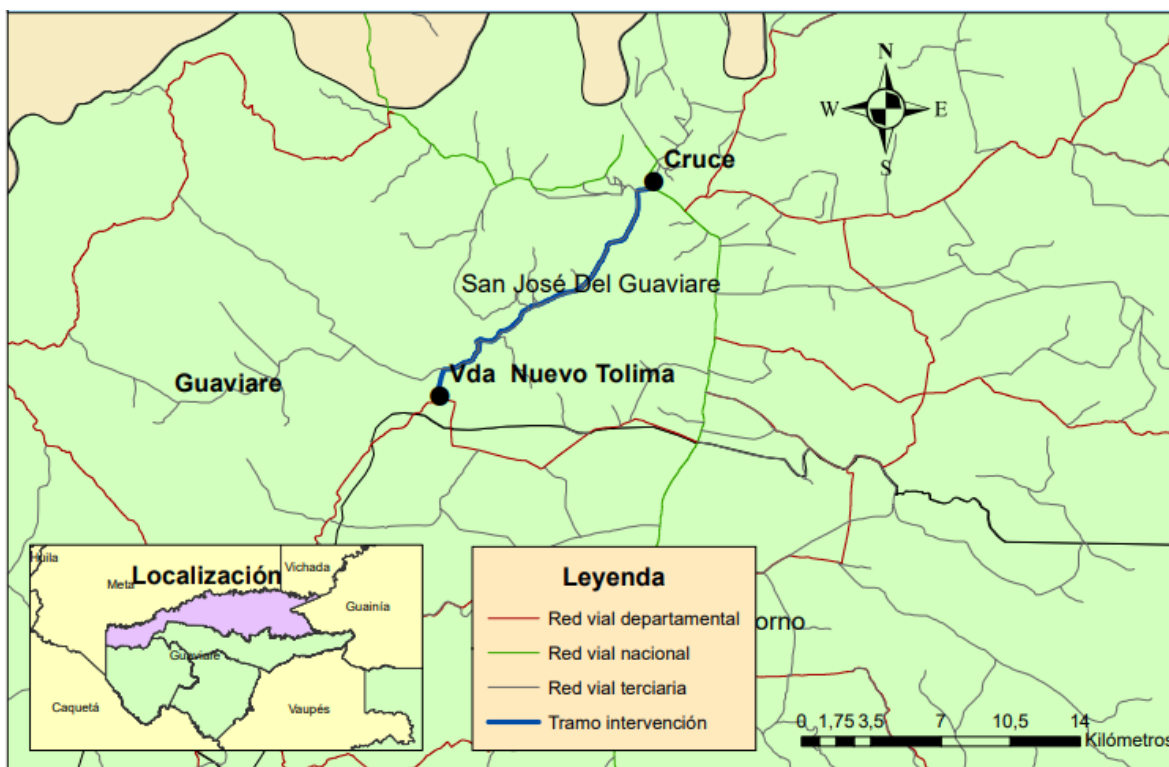 N
W E
S
Cruce
San José Del Guaviare
Guaviare
Vda Nuevo Tolima
Localización
Huila
Meta
Vichada
Guainía
Guaviare
Caquetá
Vaupés
Leyenda
Red vial departamental
Red vial nacional
Red vial terciaria
Tramo intervención
orno
0 1,75 3,5 7 10,5 14
Kilómetros